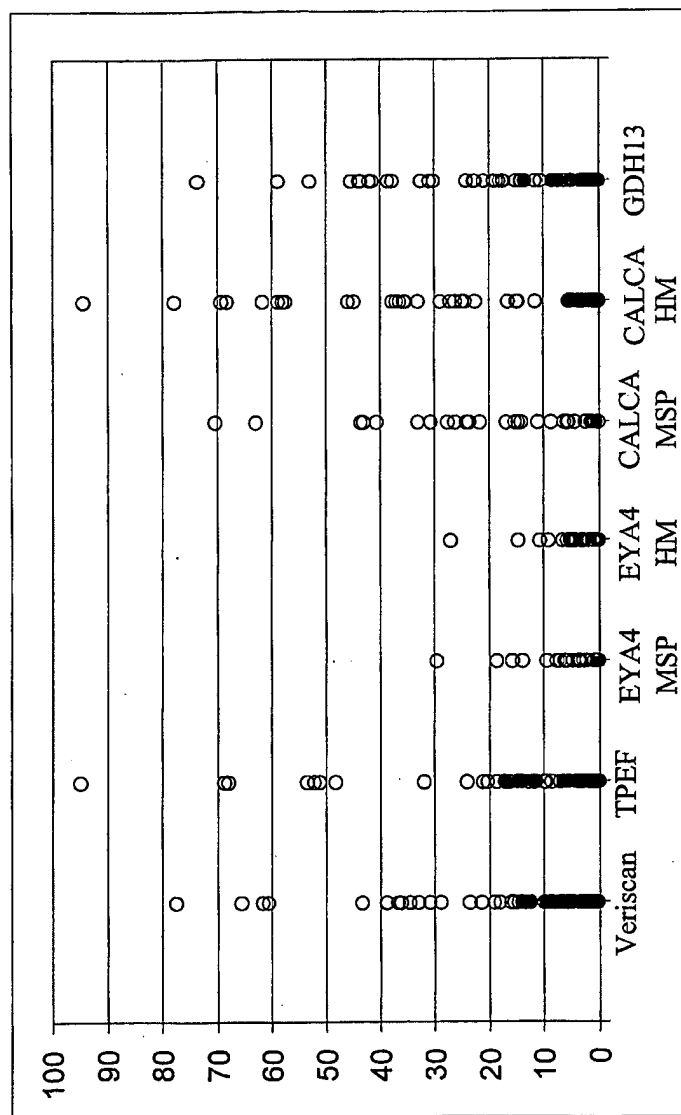 100
90
80
70
60
50
40
30
20
10
0
Veriscan
TPEF
EYA4
MSP
EYA4
HM
CALCA
MSP
CALCA
HM
GDH13